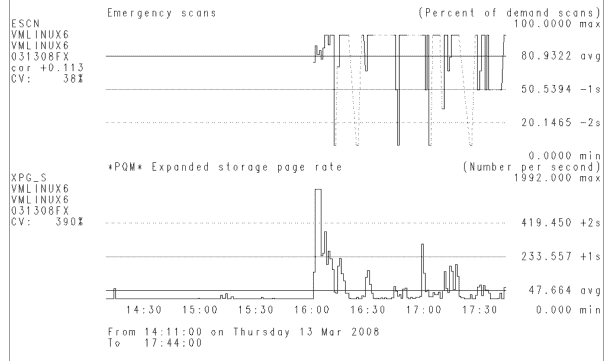 Emergency scans (Percent of demand scans)
ESCN 100.0000 max
VMLINUX6
VMLINUX6
031308FX 80.9322 avg
cor +0.113
CV: 38% 50.5394 -1s
20.1465 -2s
0.0000 min
*PQM* Expanded storage page rate (Number per second)
XPG_S 1992.000 max
VMLINUX6
VMLINUX6
031308FX
CV: 390% 419.450 +2s
233.557 +1s
47.664 avg
14:30 15:00 15:30 16:00 16:30 17:00 17:30 0.000 min
From 14:11:00 on Thursday 13 Mar 2008
To 17:44:00